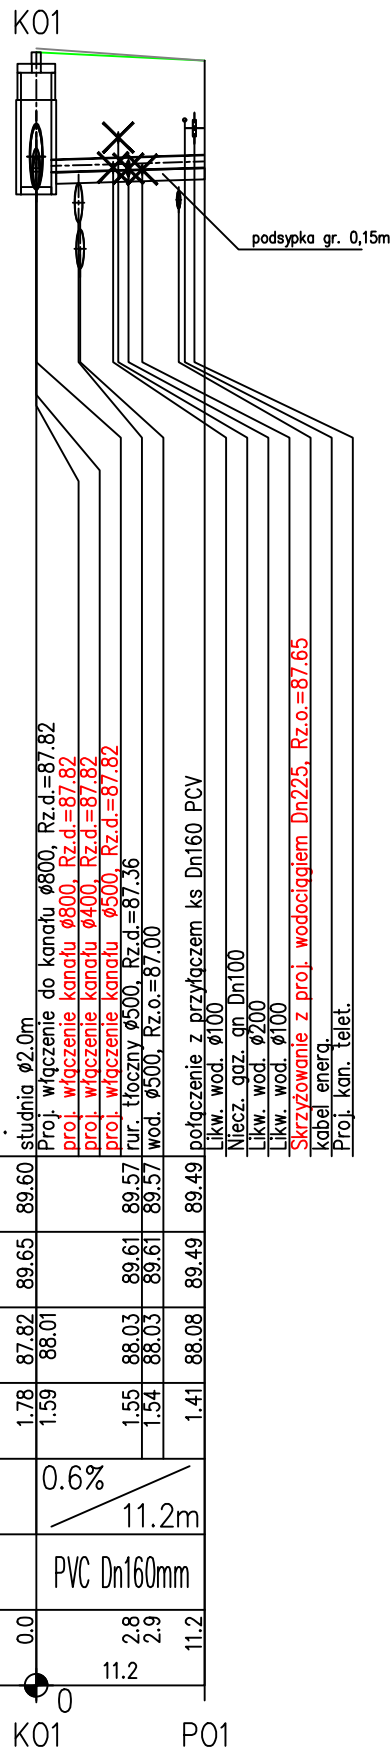 K01
podsypka gr. 0,15m
studnia ø2.0m
Proj. włączenie do kanału ø800, Rz.d.=87.82
proj. włączenie kanału ø800, Rz.d.=87.82
proj. włączenie kanału ø400, Rz.d.=87.82
proj. włączenie kanału ø500, Rz.d.=87.82
rur. tłoczny ø500, Rz.d.=87.36
wod. ø500, Rz.o.=87.00
połączenie z przyłączem ks Dn160 PCV
Likw. wod. ø100
Niecz. gaz. gn Dn100
Likw. wod. ø200
Likw. wod. ø100
Skrzyżowanie z proj. wodociągiem Dn225, Rz.o.=87.65
kabel energ.
Proj. kan. telet.
89.60 89.57 89.57 89.49
89.65 89.61 89.61 89.49
87.82 88.01 88.03 88.03 88.08
1.78 1.59 1.55 1.54 1.41
0.6%
11.2m
PVC Dn160mm
0.0 2.8 2.9 11.2
11.2
0
K01 P01